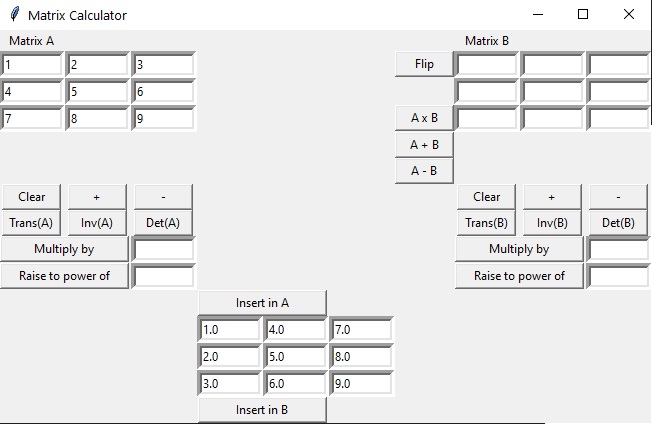 Matrix Calculator
Matrix A Matrix B
1 2 3 Flip
4 5 6
7 8 9 A x B
A + B
A - B
Clear + - Clear + -
Trans(A) Inv(A) Det(A) Trans(B) Inv(B) Det(B)
Multiply by Multiply by
Raise to power of Raise to power of
Insert in A
1.0 4.0 7.0
2.0 5.0 8.0
3.0 6.0 9.0
Insert in B